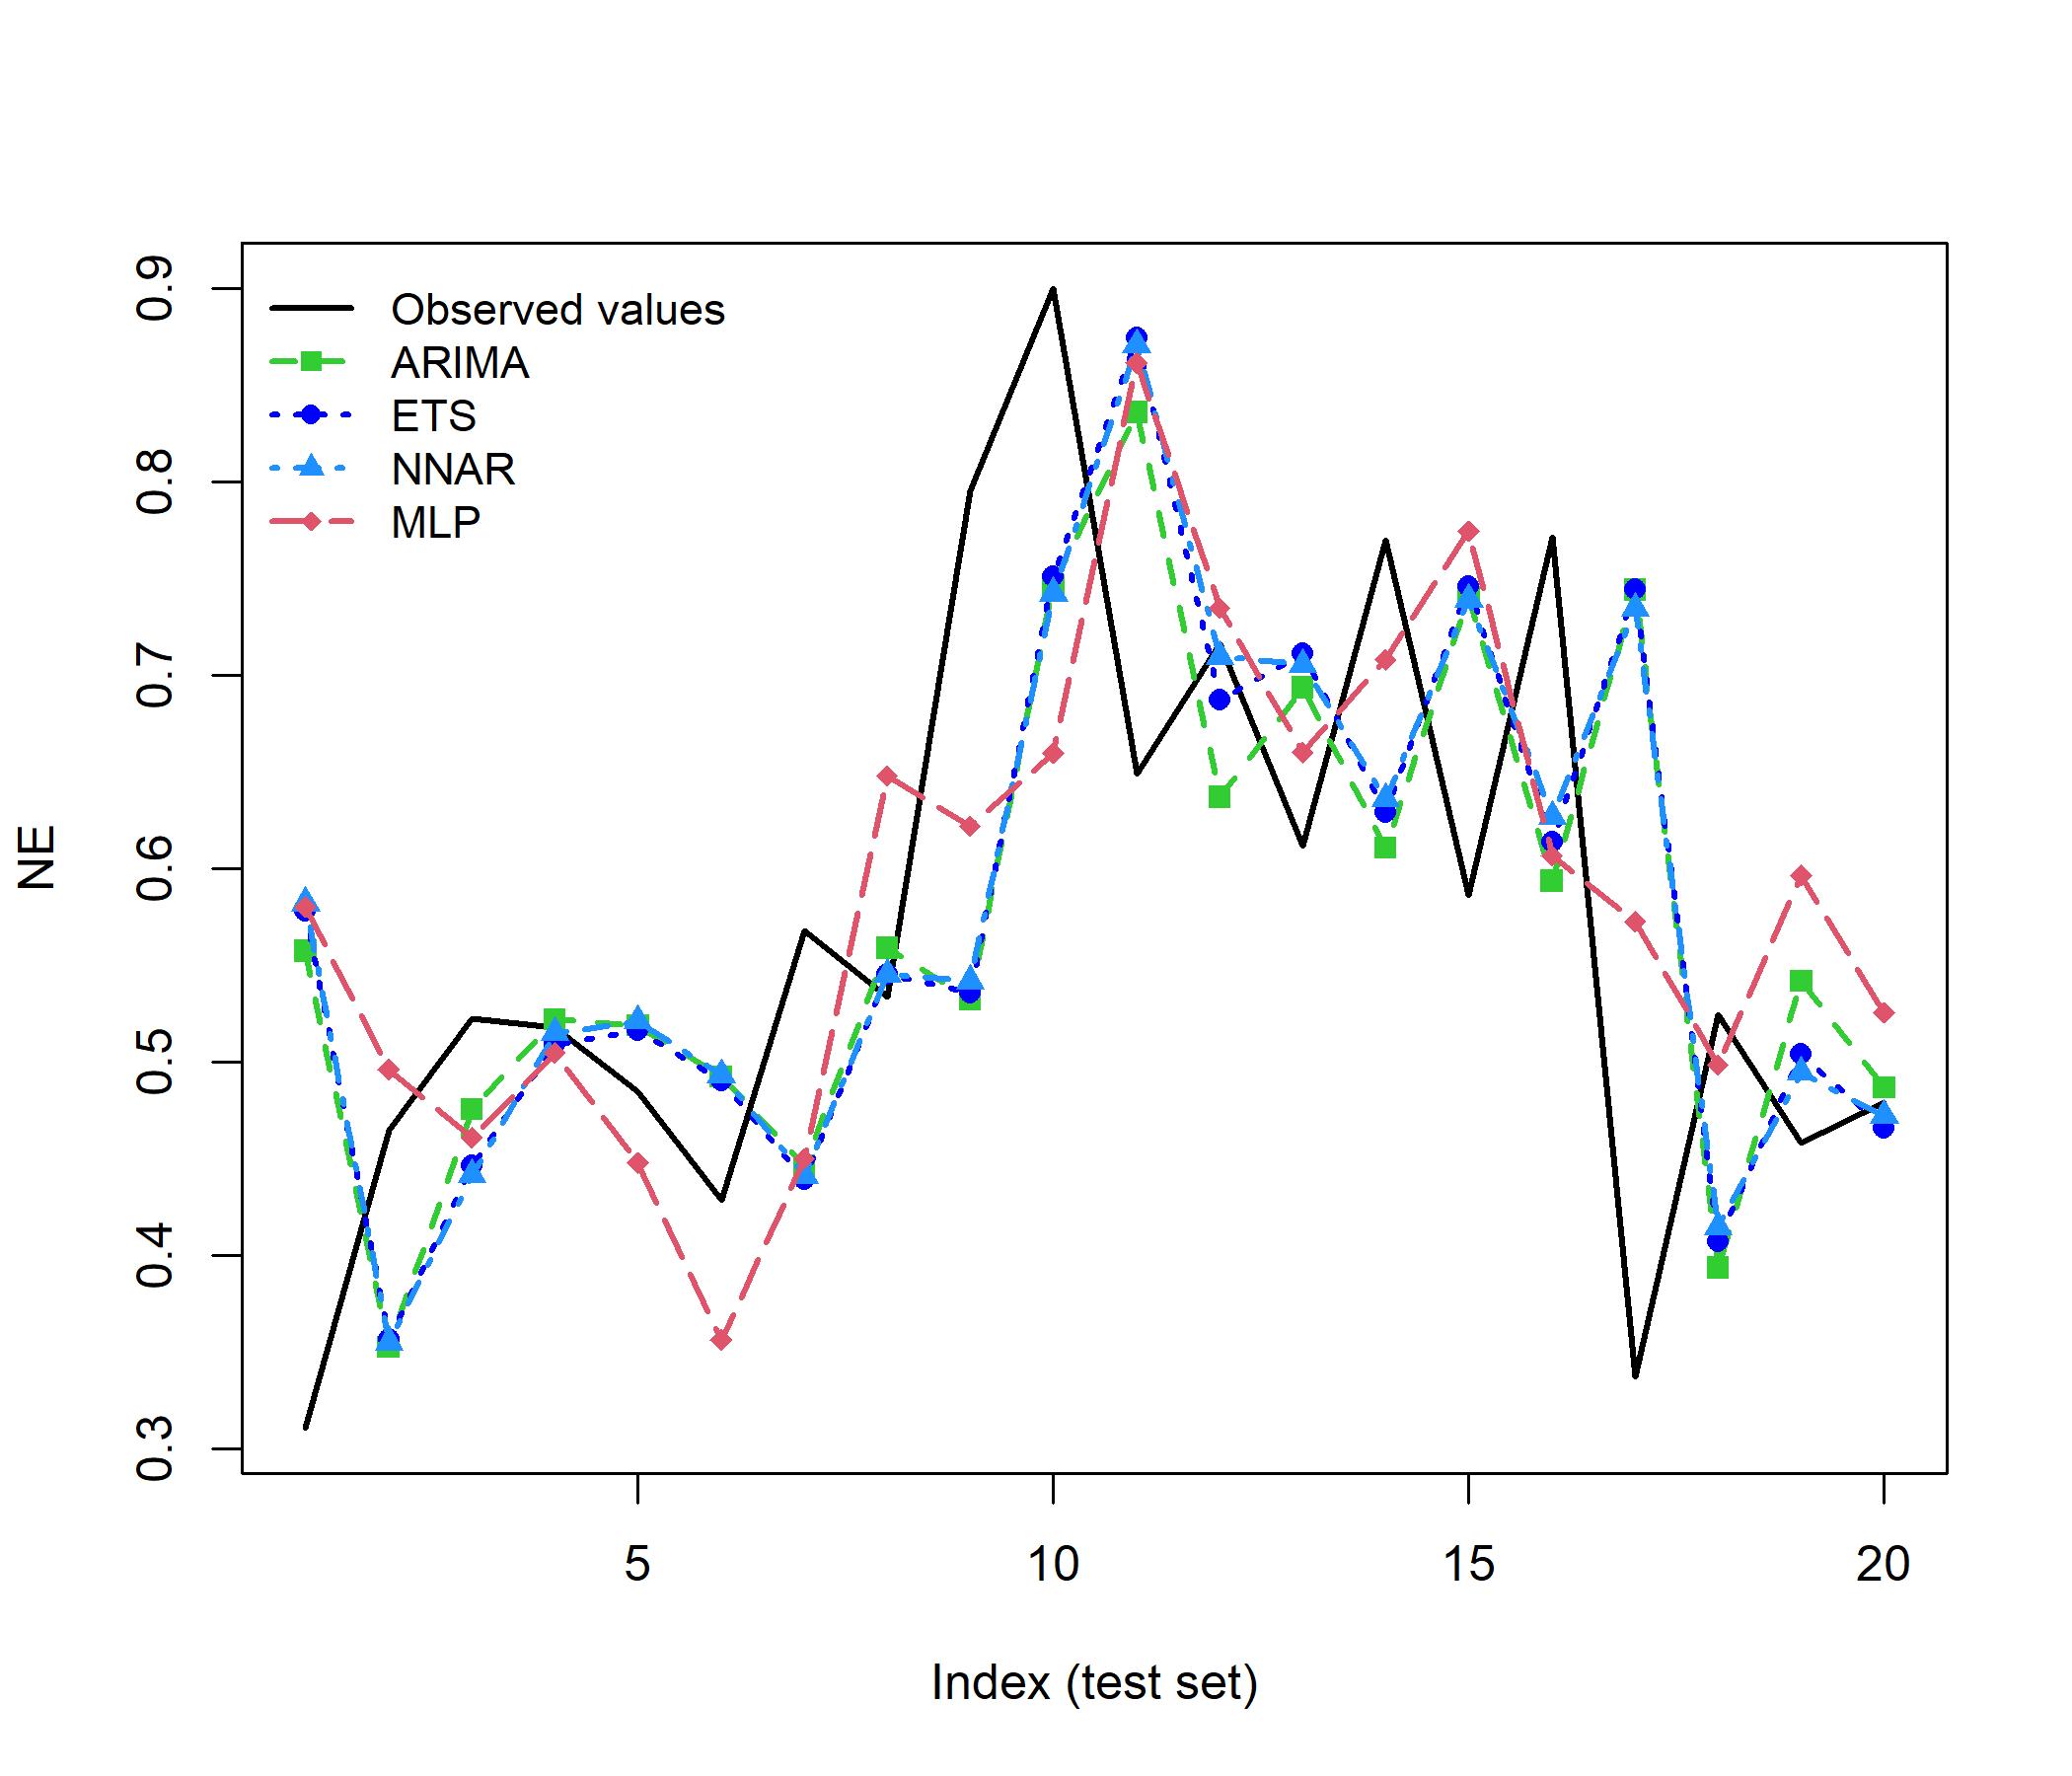 Observed values
ARIMA
ETS
NNAR
MLP
NE
0.9
0.8
0.7
0.6
0.5
0.4
0.3
5 10 15 20
Index (test set)